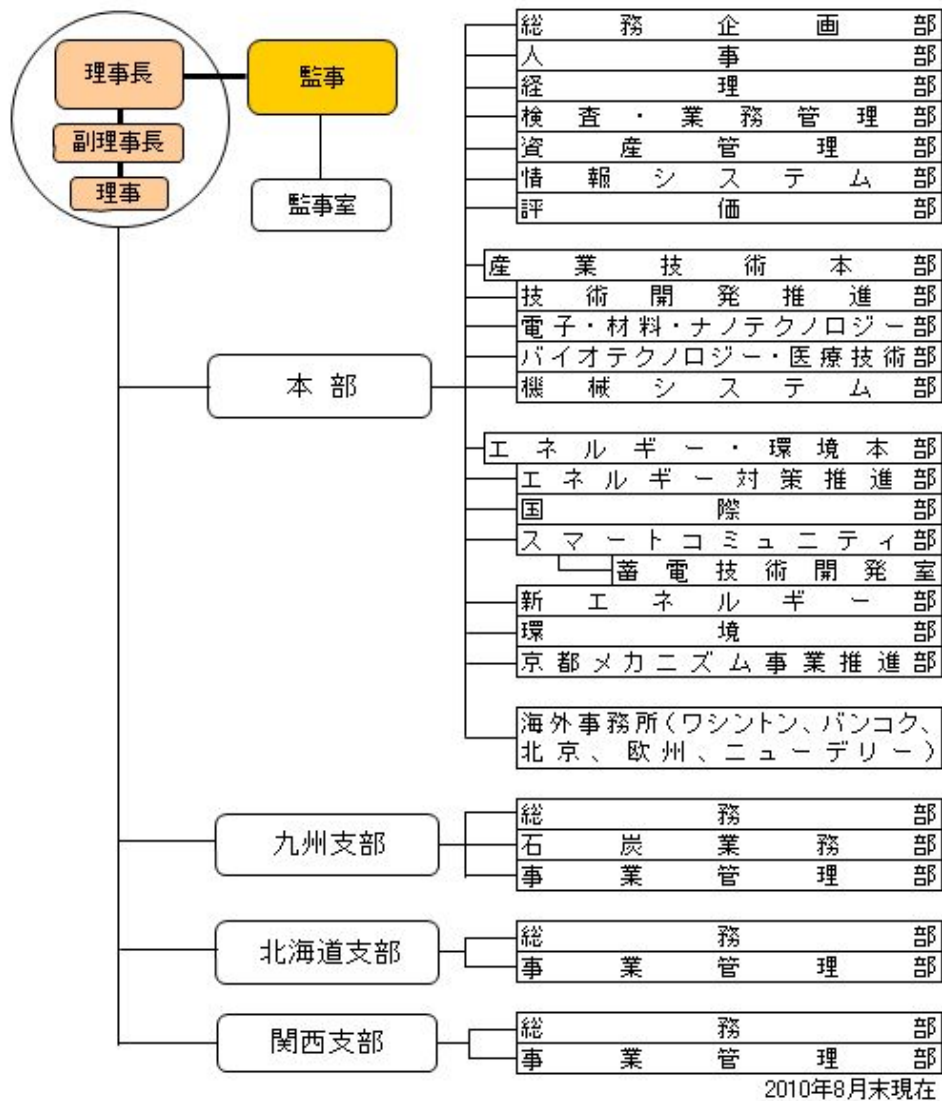 理事長
監事
副理事長
理事
監事室
総務企画部
人事部
経理部
検査・業務管理部
資産管理部
情報システム部
評価部
本部
産業技術本部
技術開発推進部
電子・材料・ナノテクノロジー部
バイオテクノロジー・医療技術部
機械システム部
エネルギー・環境本部
エネルギー対策推進部
国際部
スマートコミュニティ部
蓄電技術開発室
新エネルギー部
環境部
京都メカニズム事業推進部
海外事務所(ワシントン、バンコク、
北京、欧州、ニューデリー)
九州支部
総務部
石炭業務部
事業管理部
北海道支部
総務部
事業管理部
関西支部
総務部
事業管理部
2010年8月末現在